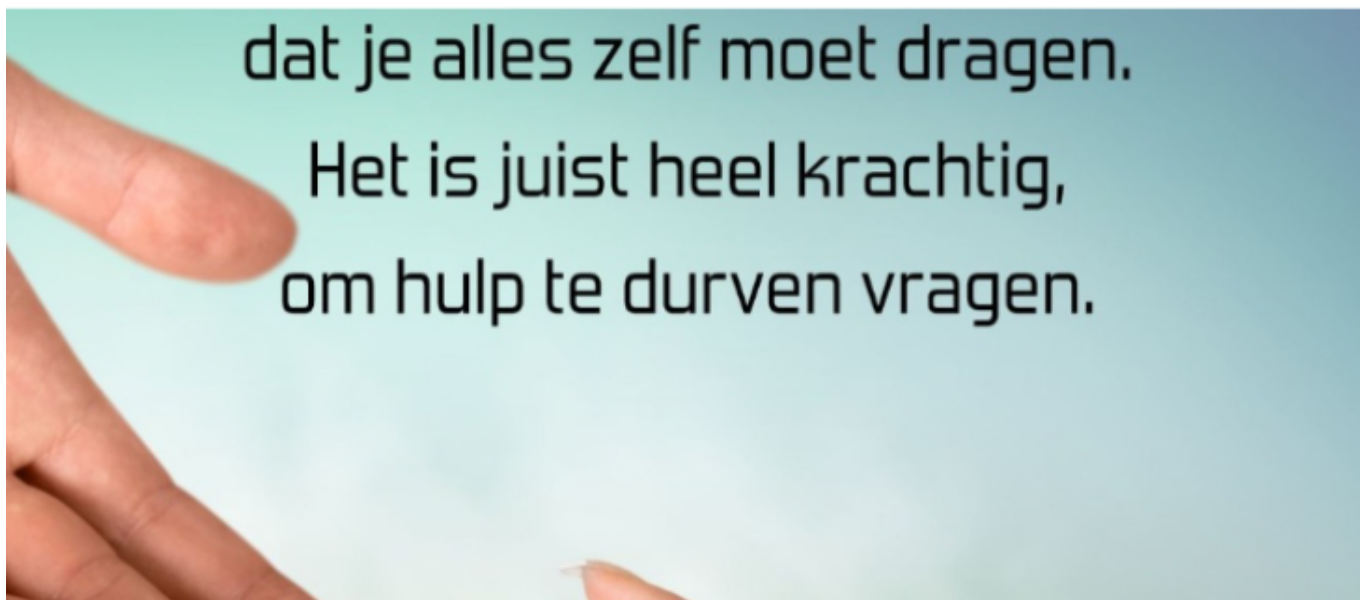 dat je alles zelf moet dragen.
Het is juist heel krachtig,
om hulp te durven vragen.